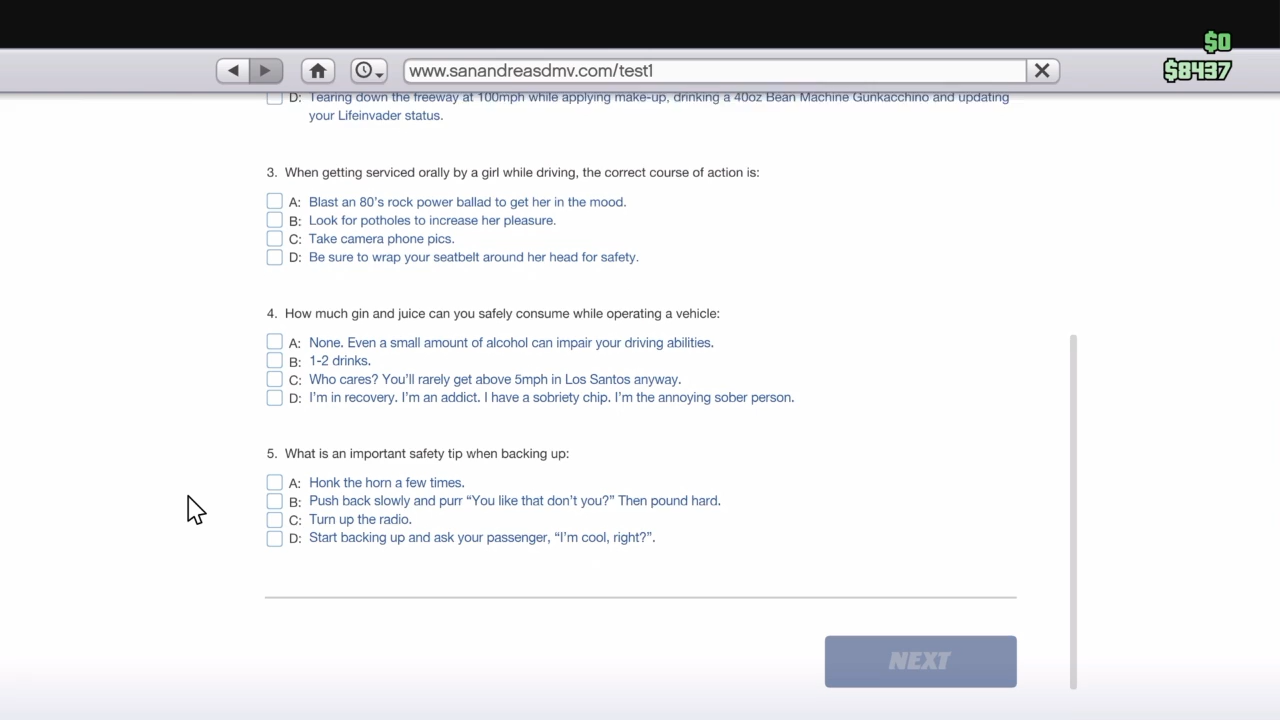 $0
www.sanandreasdmv.com/test1
$8437
D: Tearing down the freeway at 100mph while applying make-up, drinking a 40oz Bean Machine Gunkacchino and updating
your Lifeinvader status.
3. When getting serviced orally by a girl while driving, the correct course of action is:
A: Blast an 80’s rock power ballad to get her in the mood.
B: Look for potholes to increase her pleasure.
C: Take camera phone pics.
D: Be sure to wrap your seatbelt around her head for safety.
4. How much gin and juice can you safely consume while operating a vehicle:
A: None. Even a small amount of alcohol can impair your driving abilities.
B: 1-2 drinks.
C: Who cares? You’ll rarely get above 5mph in Los Santos anyway.
D: I’m in recovery. I’m an addict. I have a sobriety chip. I’m the annoying sober person.
5. What is an important safety tip when backing up:
A: Honk the horn a few times.
B: Push back slowly and purr “You like that don’t you?” Then pound hard.
C: Turn up the radio.
D: Start backing up and ask your passenger, “I’m cool, right?”.
NEXT